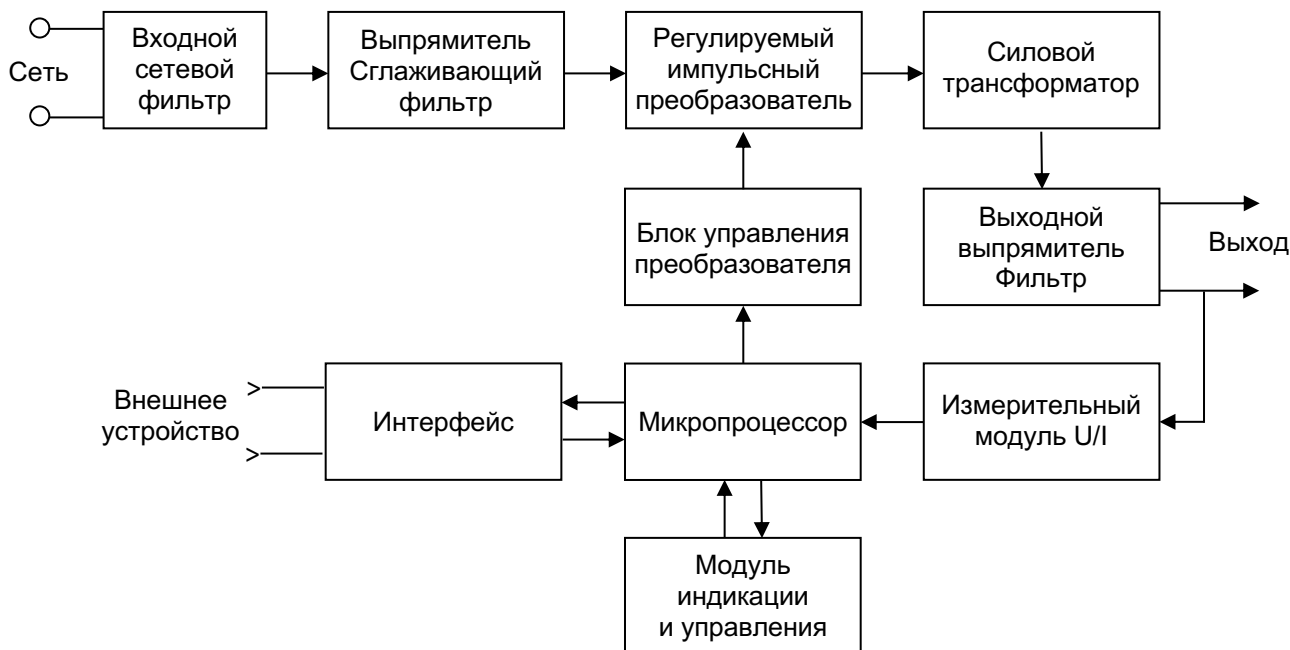 Сеть
Входной
сетевой
фильтр
Выпрямитель
Сглаживающий
фильтр
Регулируемый
импульсный
преобразователь
Силовой
трансформатор
Блок управления
преобразователя
Выходной
выпрямитель
Фильтр
Выход
Внешнее
устройство
Интерфейс
Микропроцессор
Измерительный
модуль U/I
Модуль
индикации
и управления